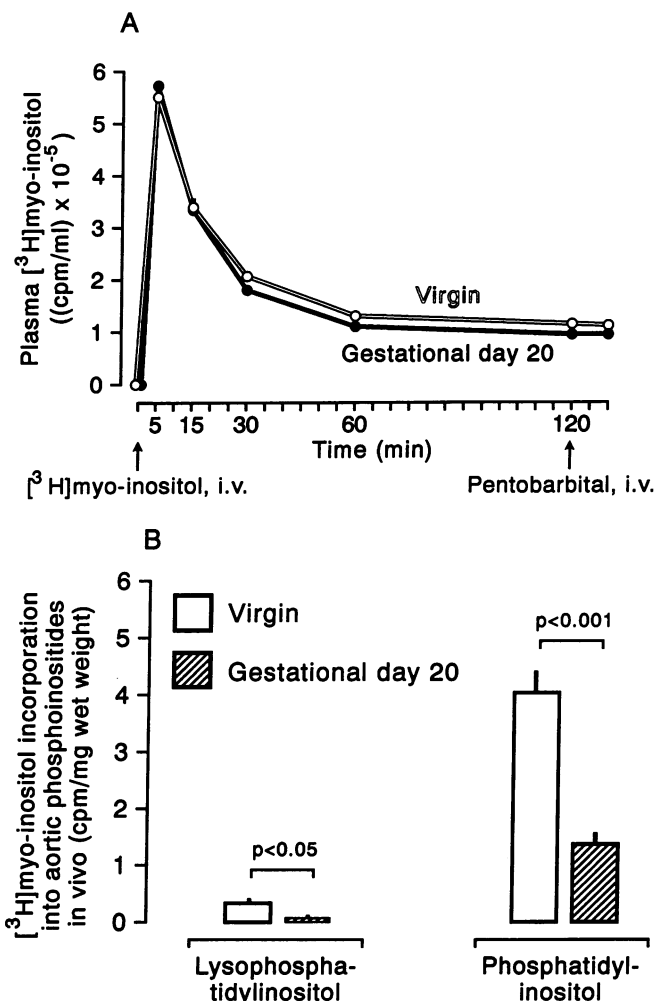 A
Plasma [³H]myo-inositol
((cpm/ml) x 10⁻⁵)
6
5
4
3
2
1
0
Virgin
Gestational day 20
5 15 30 60 120
Time (min)
[³H]myo-inositol, i.v.
Pentobarbital, i.v.
B
[³H]myo-inositol incorporation
into aortic phosphoinositides
in vivo (cpm/mg wet weight)
6
5
4
3
2
1
0
Virgin
Gestational day 20
p<0.001
p<0.05
Lysophospha-
tidylinositol
Phosphatidyl-
inositol